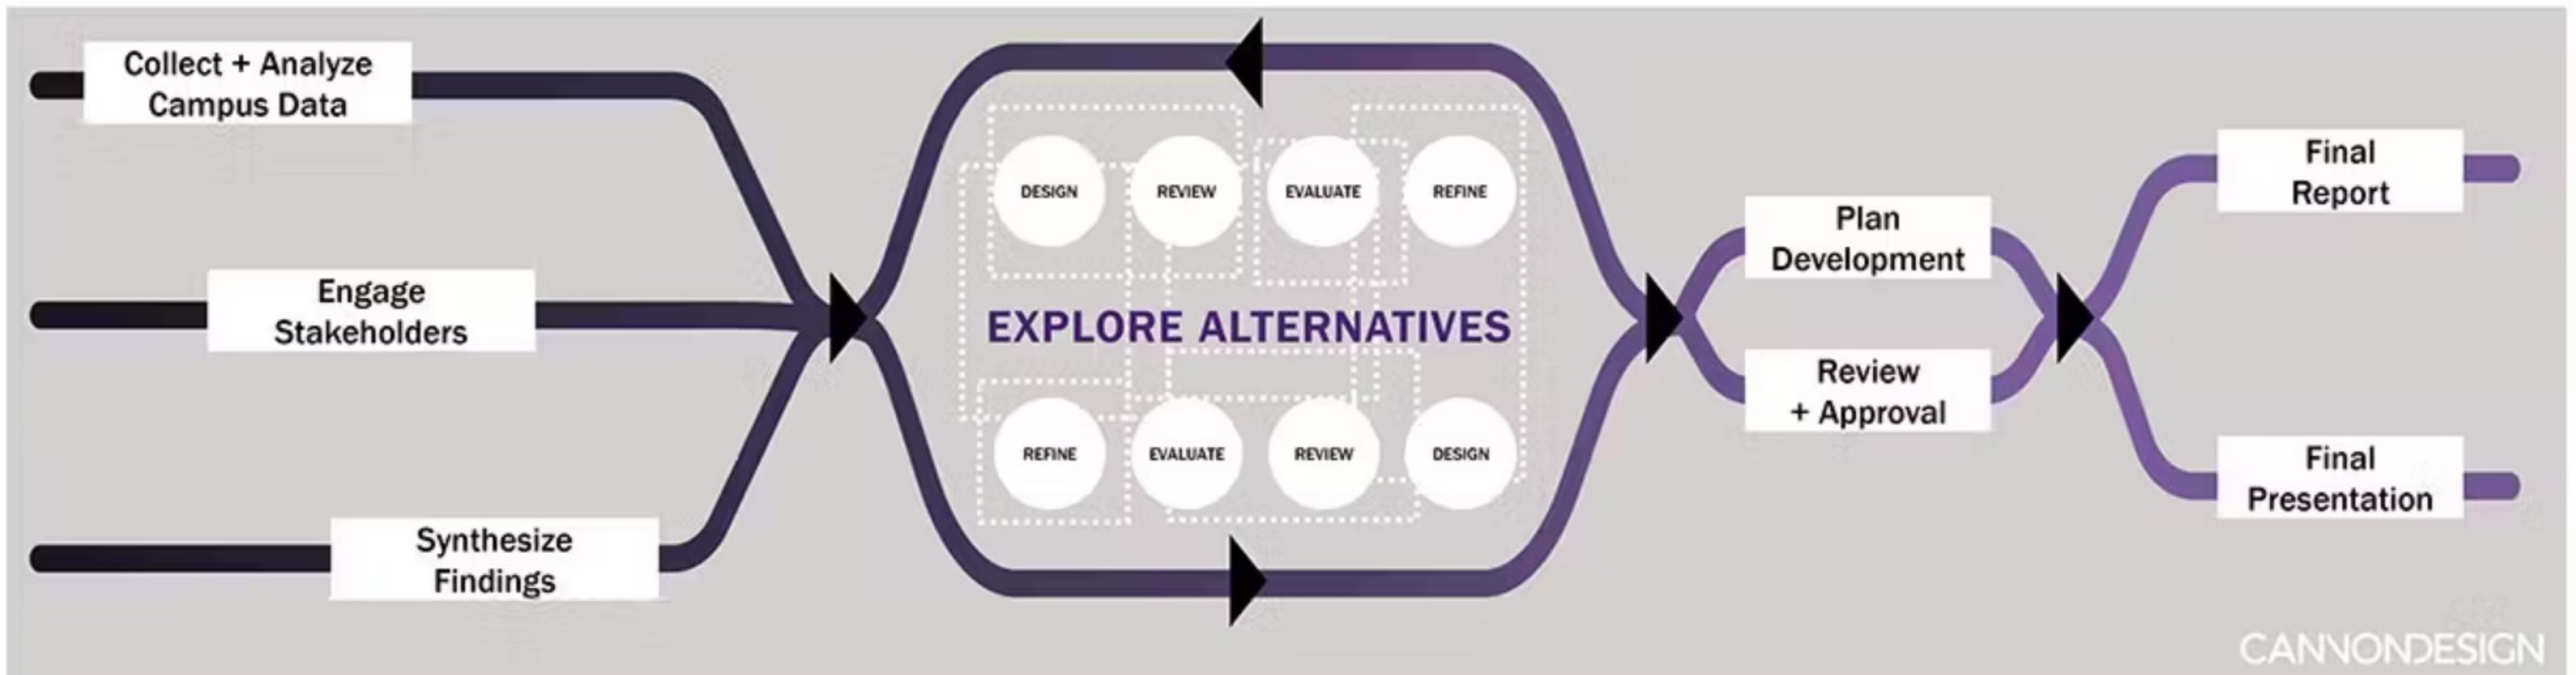 Collect + Analyze
Campus Data
Engage
Stakeholders
Synthesize
Findings
DESIGN
REVIEW
EVALUATE
REFINE
EXPLORE ALTERNATIVES
REFINE
EVALUATE
REVIEW
DESIGN
Plan
Development
Review
+ Approval
Final
Report
Final
Presentation
CANNONDESIGN